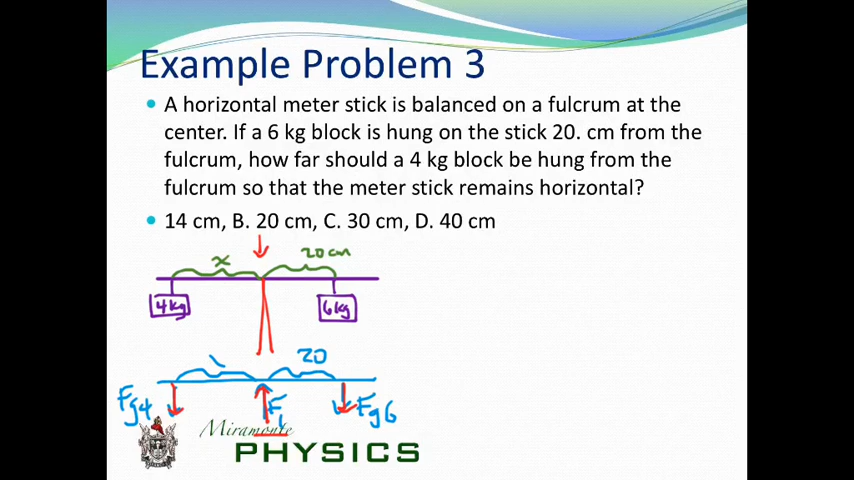 Example Problem 3
• A horizontal meter stick is balanced on a fulcrum at the
center. If a 6 kg block is hung on the stick 20. cm from the
fulcrum, how far should a 4 kg block be hung from the
fulcrum so that the meter stick remains horizontal?
• 14 cm, B. 20 cm, C. 30 cm, D. 40 cm
x 20cm
4kg 6kg
20
Fg4 Fg6
Miramonte
PHYSICS